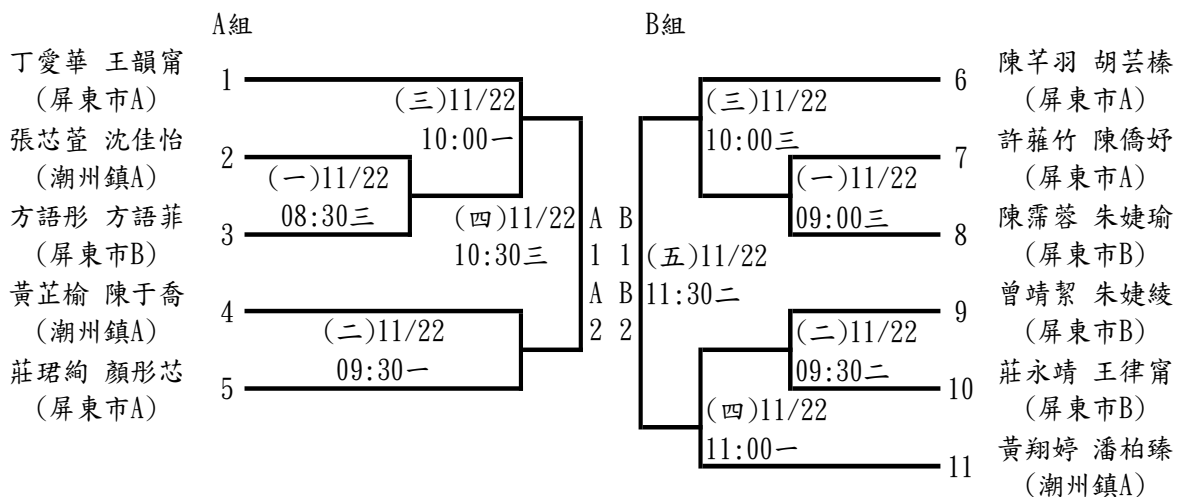 A組
丁愛華 王韻甯
(屏東市A)
1
張芯萓 沈佳怡
(潮州鎮A)
2
方語彤 方語菲
(屏東市B)
3
黃芷榆 陳于喬
(潮州鎮A)
4
莊珺絢 顏彤芯
(屏東市A)
5
(三)11/22
10:00一
(一)11/22
08:30三
(四)11/22
10:30三
(二)11/22
09:30一
A
1
A
2
B組
B
1
B
2
(三)11/22
10:00三
(一)11/22
09:00三
(五)11/22
11:30二
(二)11/22
09:30二
(四)11/22
11:00一
6
陳芊羽 胡芸榛
(屏東市A)
7
許蕥竹 陳僑妤
(屏東市A)
8
陳霈蓉 朱婕瑜
(屏東市B)
9
曾靖絜 朱婕綾
(屏東市B)
10
莊永靖 王律甯
(屏東市B)
11
黃翔婷 潘柏臻
(潮州鎮A)